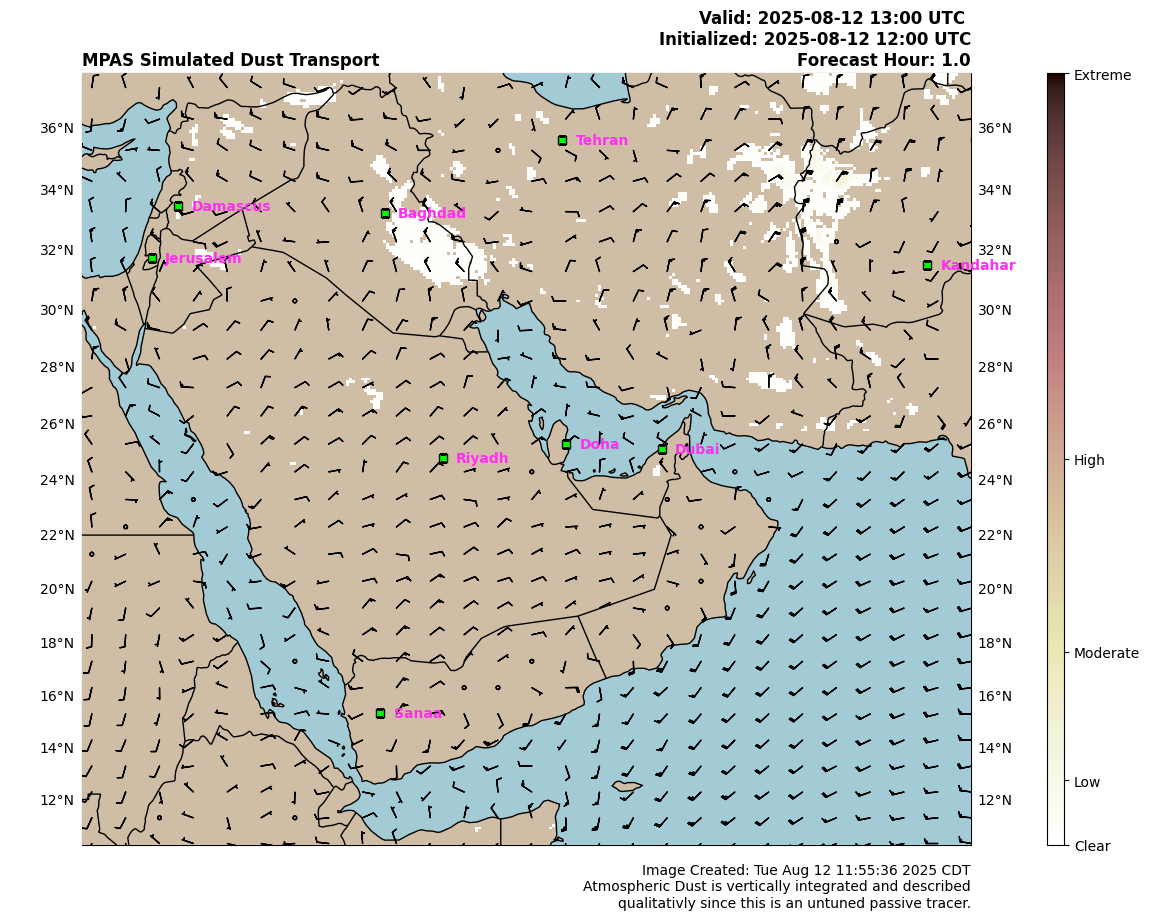 Valid: 2025-08-12 13:00 UTC
Initialized: 2025-08-12 12:00 UTC
MPAS Simulated Dust Transport Forecast Hour: 1.0
Extreme
36°N 36°N
Tehran
34°N 34°N
Damascus
Baghdad
32°N 32°N
Jerusalem
Kandahar
30°N 30°N
28°N 28°N
26°N 26°N
Doha
Dubai
Riyadh
High
24°N 24°N
22°N 22°N
20°N 20°N
18°N 18°N
Moderate
16°N 16°N
Sanaa
14°N 14°N
Low
12°N 12°N
Clear
Image Created: Tue Aug 12 11:55:36 2025 CDT
Atmospheric Dust is vertically integrated and described
qualitativly since this is an untuned passive tracer.